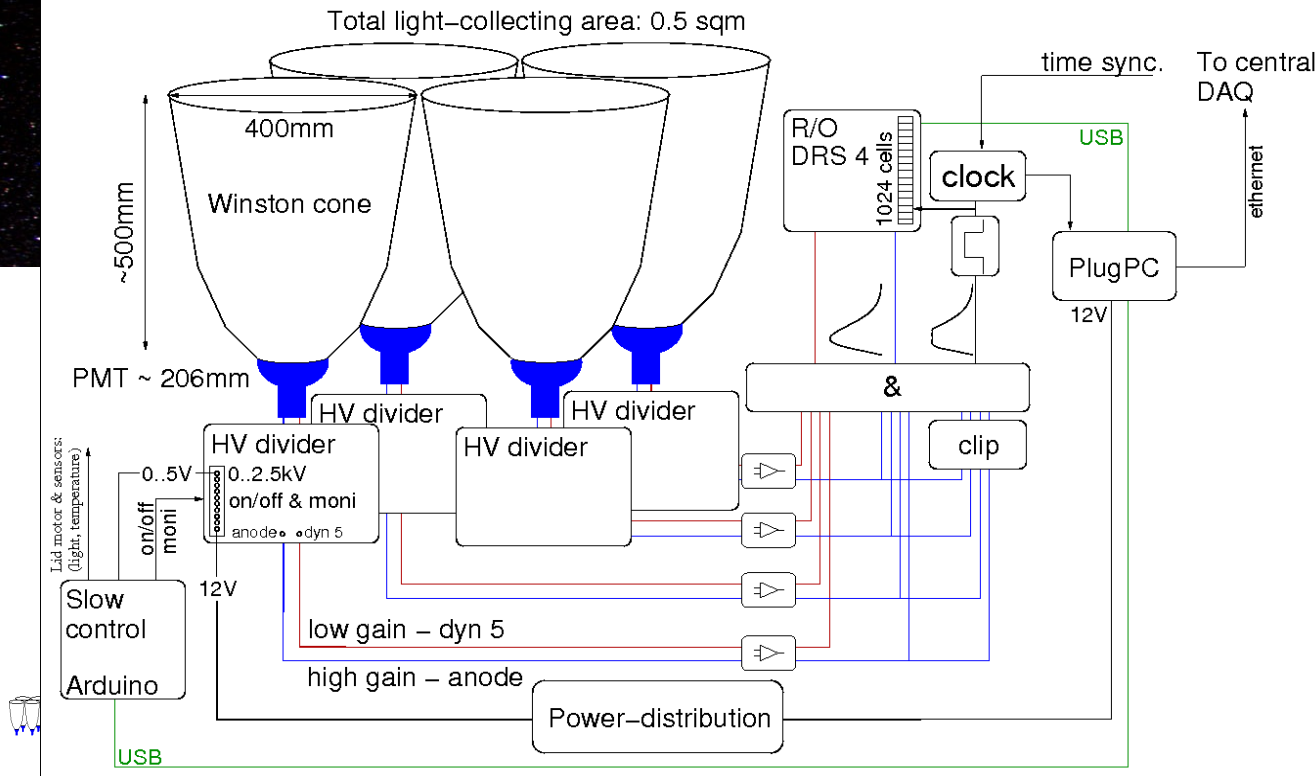 Total light-collecting area: 0.5 sqm
time sync.
To central
DAQ
400mm
R/O
DRS 4
1024 cells
USB
clock
ethernet
Winston cone
~500mm
PlugPC
12V
PMT ~ 206mm
&
HV divider
HV divider
HV divider
HV divider
clip
Lid motor & sensors:
(light, temperature)
0..5V
0..2.5kV
on/off & moni
on/off
moni
anode
dyn 5
12V
Slow
control
Arduino
low gain - dyn 5
high gain - anode
Power-distribution
USB